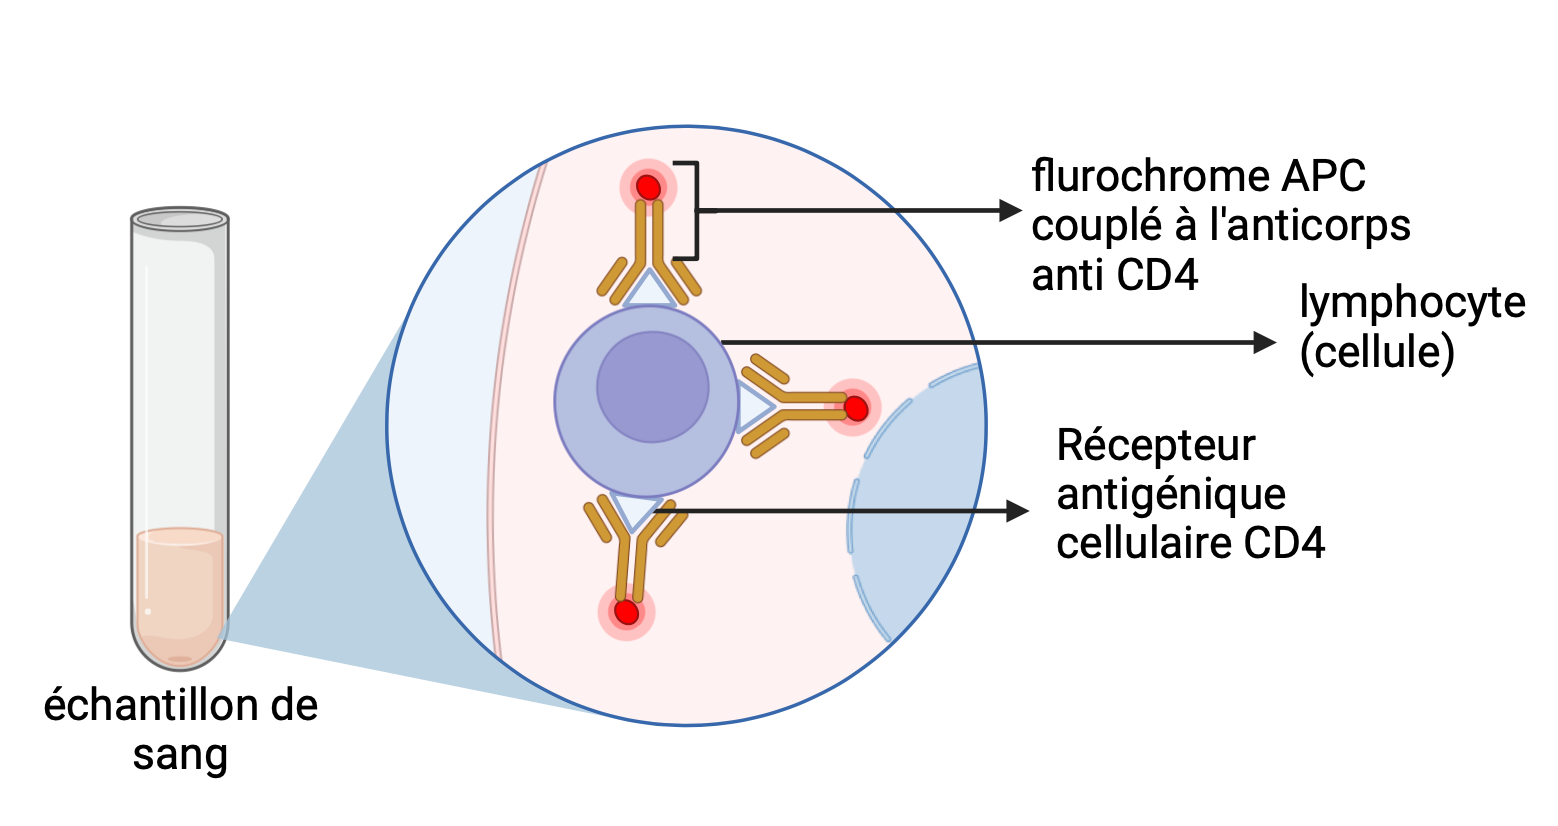 flurochrome APC
couplé à l'anticorps
anti CD4
lymphocyte
(cellule)
Récepteur
antigénique
cellulaire CD4
échantillon de
sang